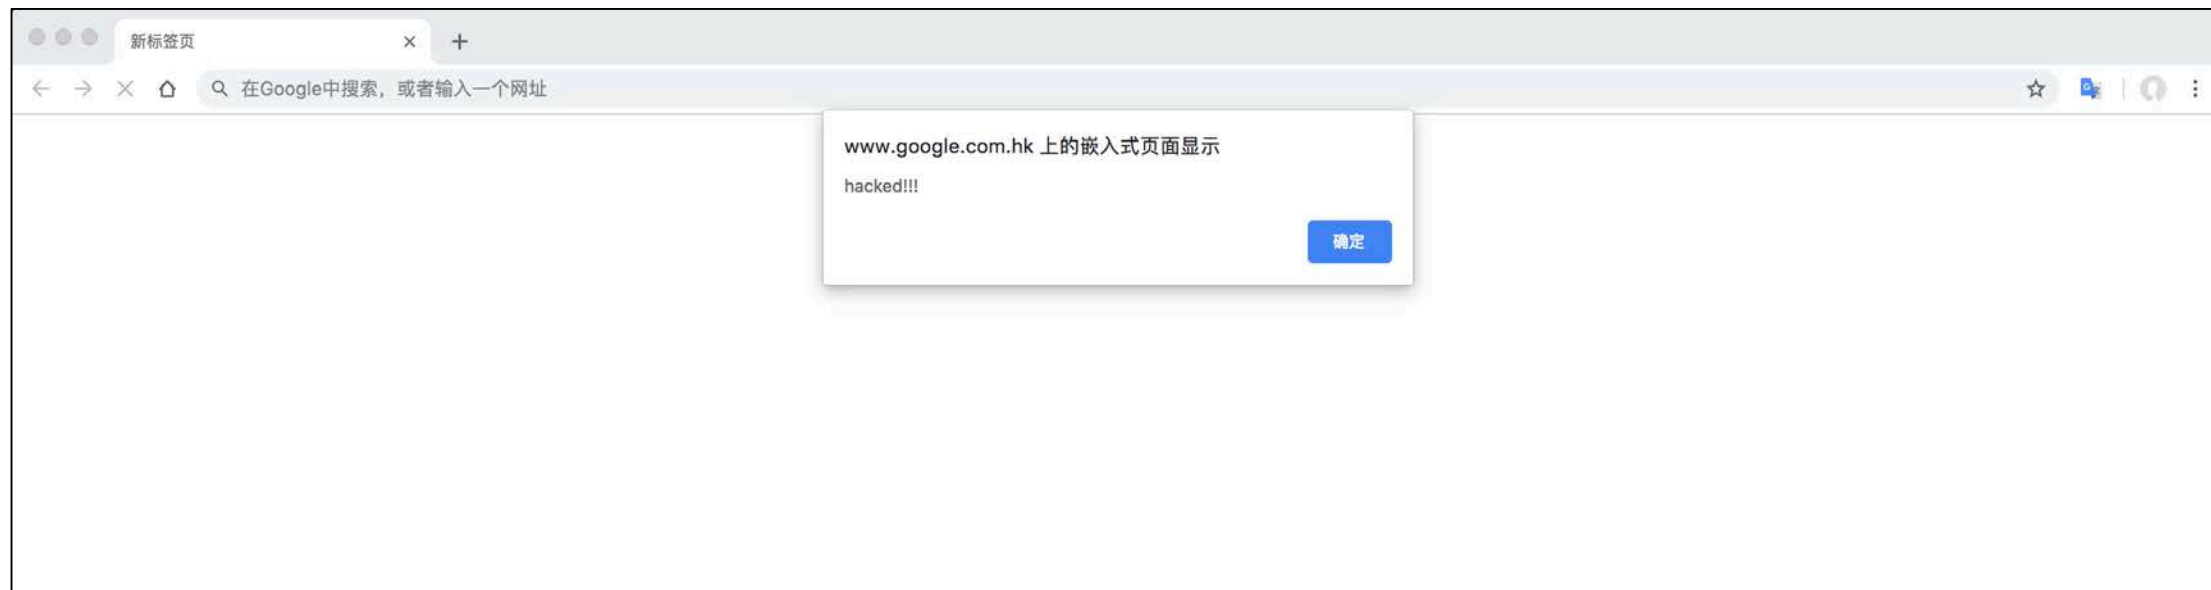 新标签页
在Google中搜索，或者输入一个网址
www.google.com.hk 上的嵌入式页面显示
hacked!!!
确定